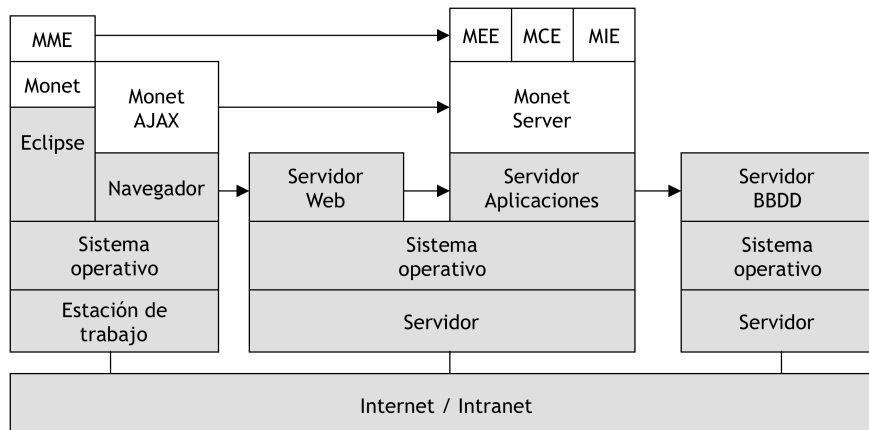 MME
Monet
Eclipse
Monet
AJAX
Navegador
Sistema
operativo
Estación de
trabajo
MEE
MCE
MIE
Monet
Server
Servidor
Web
Servidor
Aplicaciones
Sistema
operativo
Servidor
Servidor
BBDD
Sistema
operativo
Servidor
Internet / Intranet